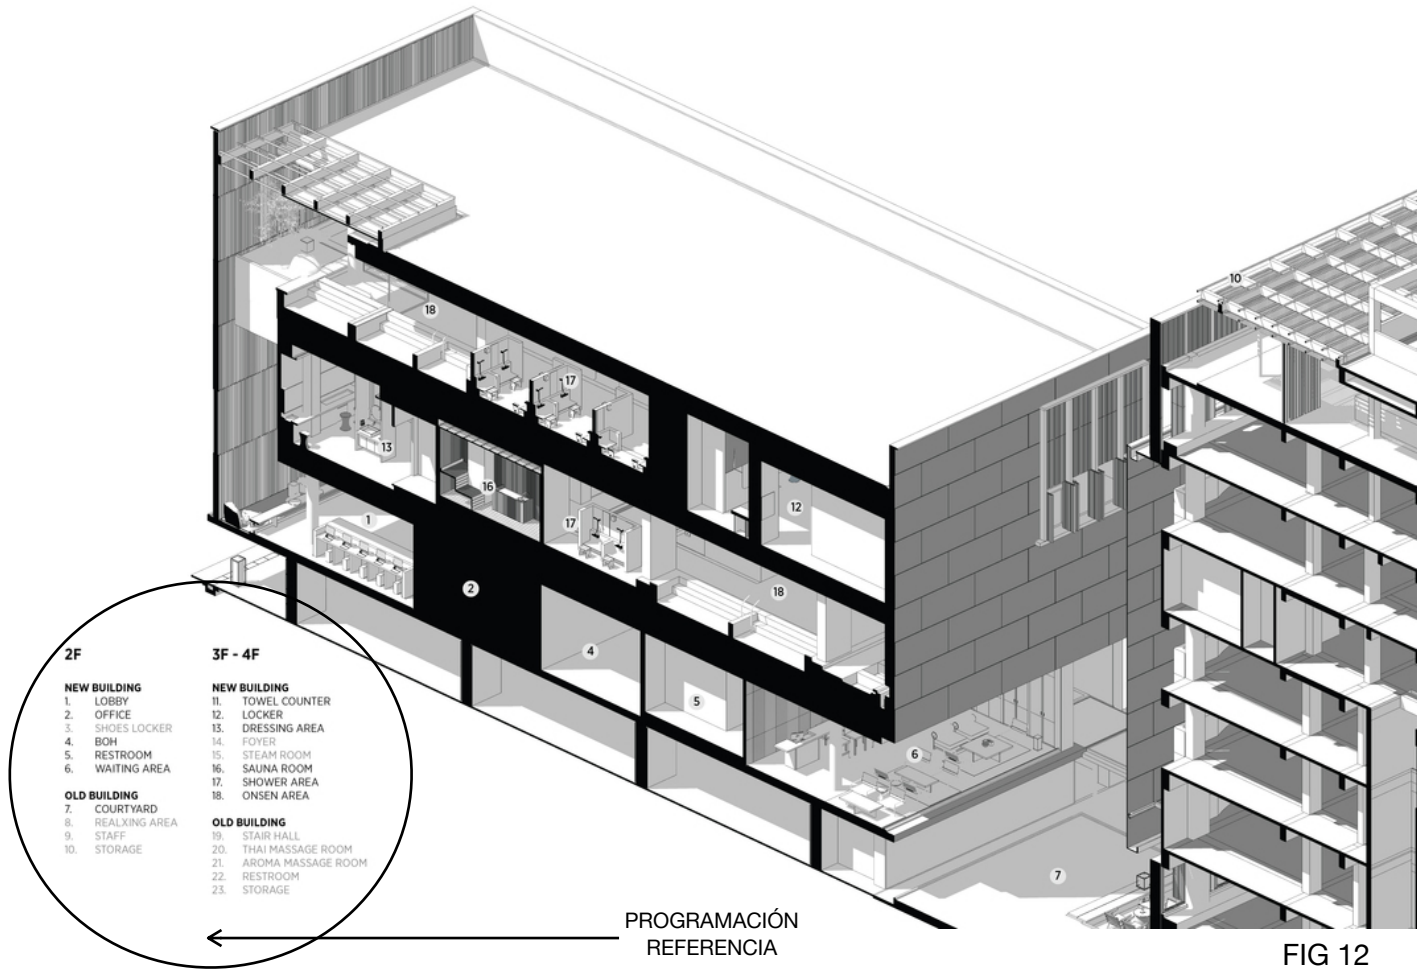 10
18
17
13
16
12
1
17
2
18
4
5
6
7
2F
NEW BUILDING
1. LOBBY
2. OFFICE
3. SHOES LOCKER
4. BOH
5. RESTROOM
6. WAITING AREA
OLD BUILDING
7. COURTYARD
8. REALXING AREA
9. STAFF
10. STORAGE
3F - 4F
NEW BUILDING
11. TOWEL COUNTER
12. LOCKER
13. DRESSING AREA
14. FOYER
15. STEAM ROOM
16. SAUNA ROOM
17. SHOWER AREA
18. ONSEN AREA
OLD BUILDING
19. STAIR HALL
20. THAI MASSAGE ROOM
21. AROMA MASSAGE ROOM
22. RESTROOM
23. STORAGE
PROGRAMACIÓN
REFERENCIA
FIG 12